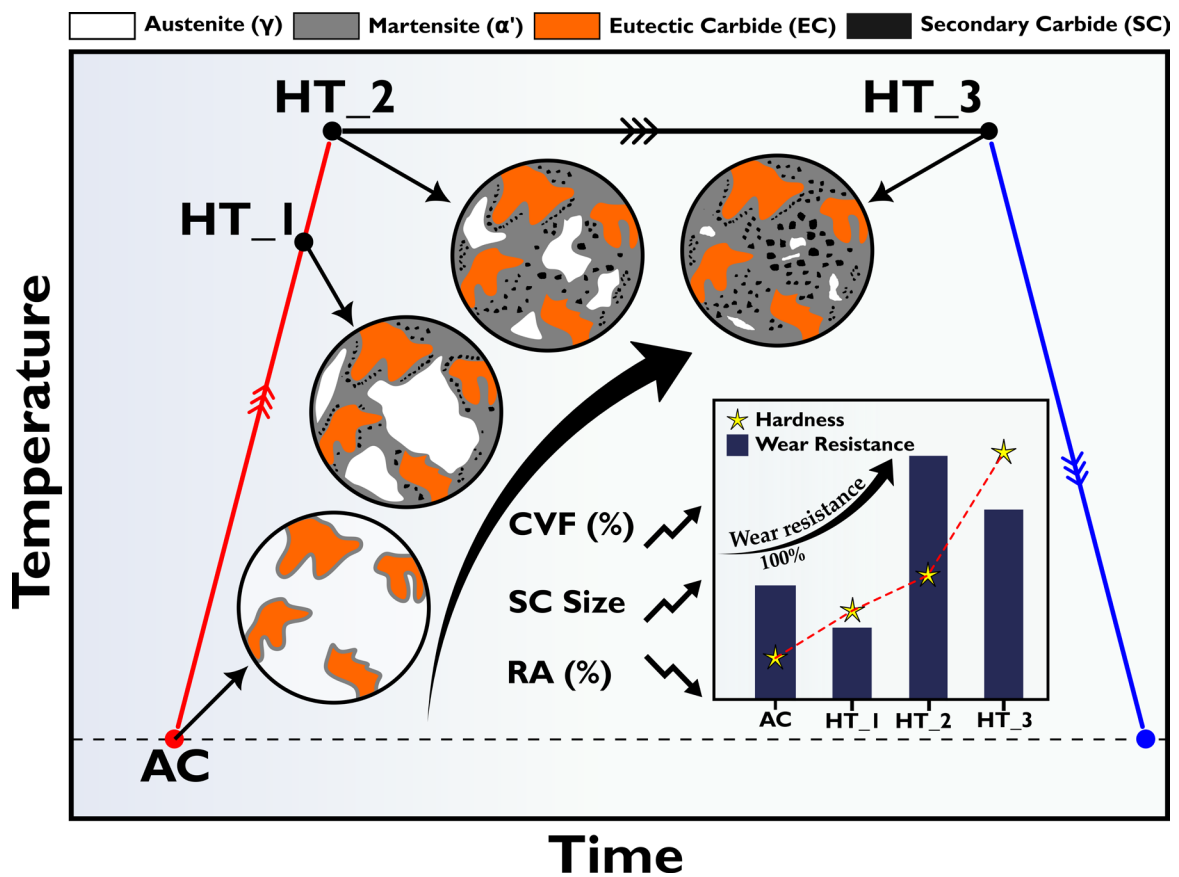 Austenite (γ) Martensite (α') Eutectic Carbide (EC) Secondary Carbide (SC)
HT_2 HT_3
HT_1
Temperature
Hardness
Wear Resistance
Wear resistance
100%
CVF (%)
SC Size
RA (%)
AC HT_1 HT_2 HT_3
AC
Time